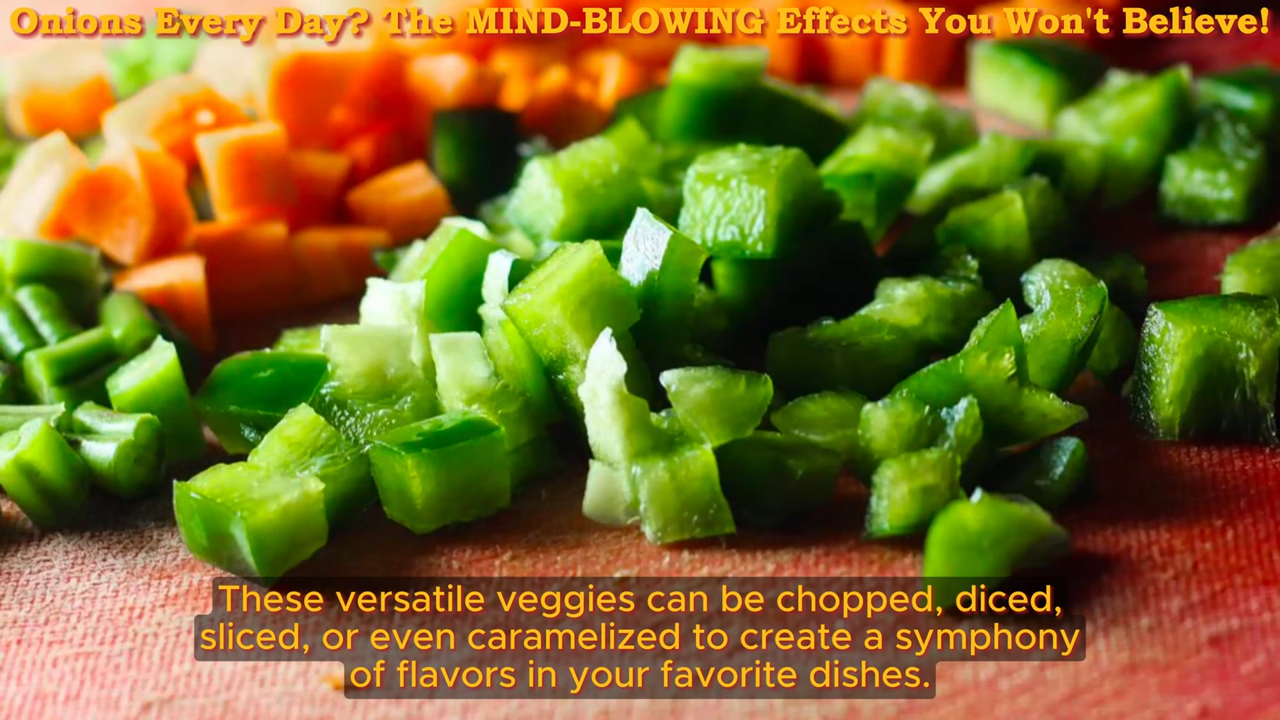 Onions Every Day? The MIND-BLOWING Effects You Won't Believe!
These versatile veggies can be chopped, diced,
sliced, or even caramelized to create a symphony
of flavors in your favorite dishes.